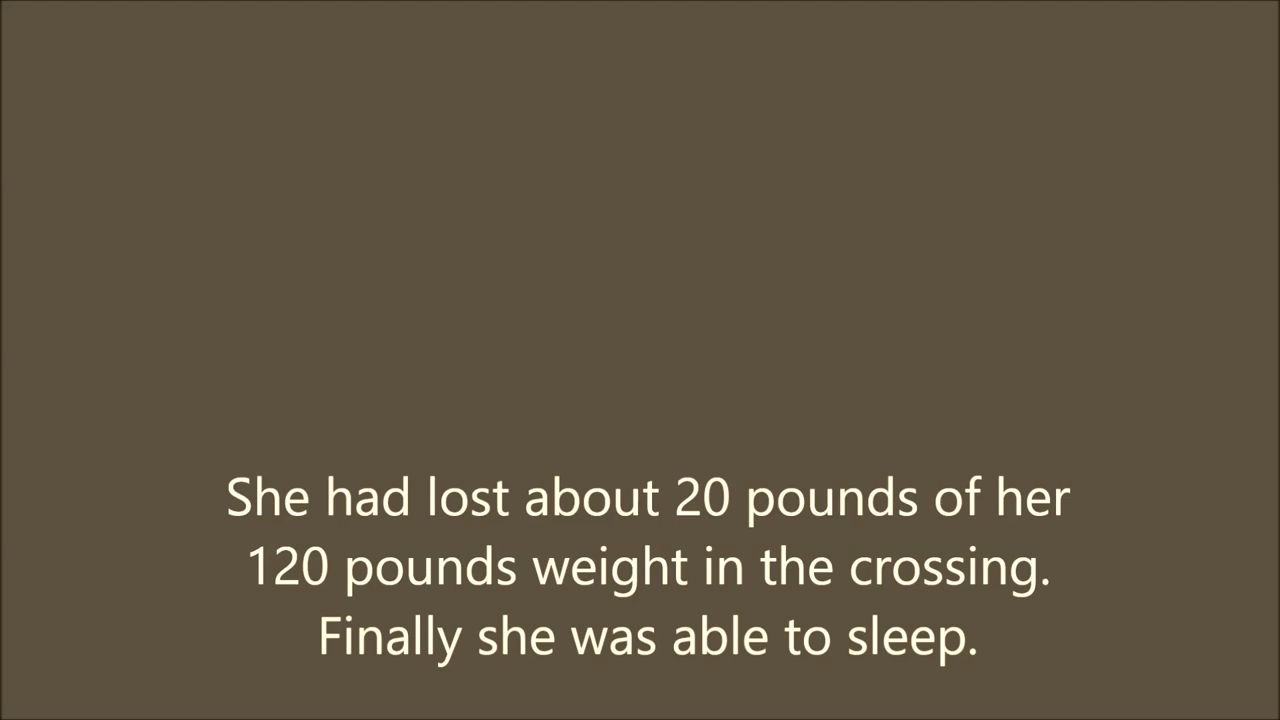 She had lost about 20 pounds of her
120 pounds weight in the crossing.
Finally she was able to sleep.